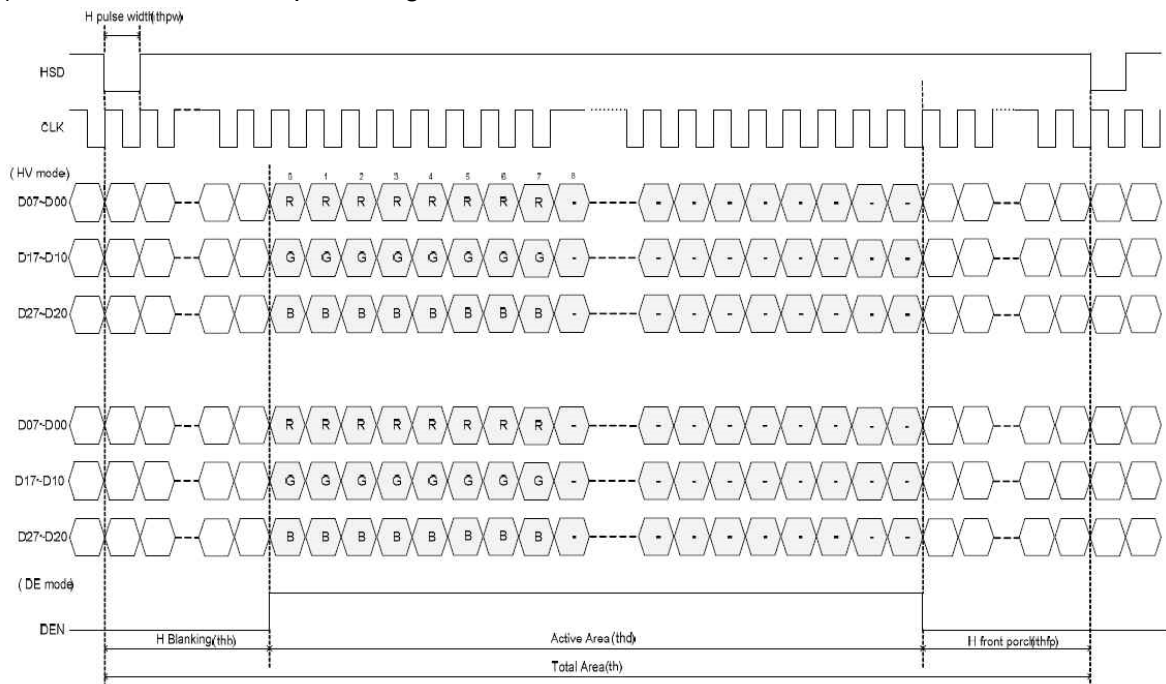 H pulse width(thpw)
HSD
CLK
(HV mode)
0 1 2 3 4 5 6 7 8
D07~D00 R R R R R R R R - - - - - - - - -
D17~D10 G G G G G G G G - - - - - - - - -
D27~D20 B B B B B B B B - - - - - - - - -
D07~D00 R R R R R R R R - - - - - - - - -
D17~D10 G G G G G G G G - - - - - - - - -
D27~D20 B B B B B B B B - - - - - - - - -
(DE mode)
DEN
H Blanking(thb) Active Area(thd) H front porch(thfp)
Total Area(th)